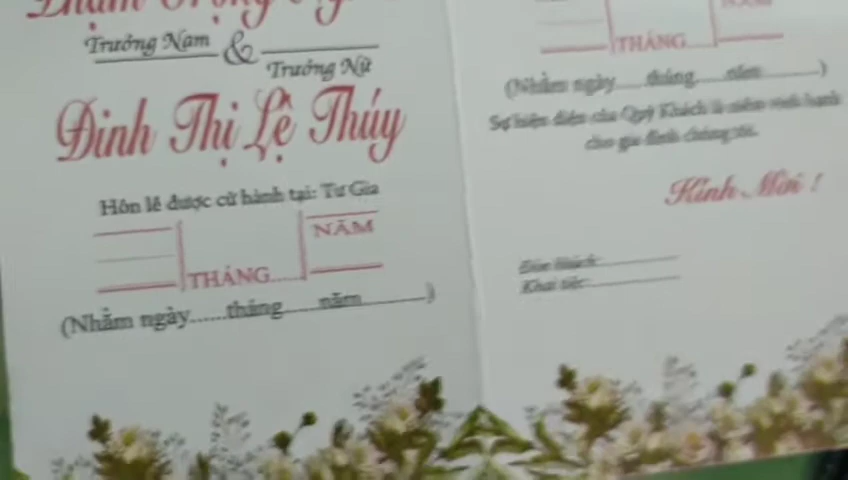 Trưởng Nam & Trưởng Nữ
Đinh Thị Lệ Thúy
Hôn lễ được cử hành tại: Tư Gia
NĂM
THÁNG
(Nhằm ngày......tháng......năm............)
THÁNG
(Nhằm ngày......tháng......năm............)
Sự hiện diện của Quý Khách là niềm vinh hạnh
cho gia đình chúng tôi.
Kính Mời !
Đón khách:
Khai tiệc: